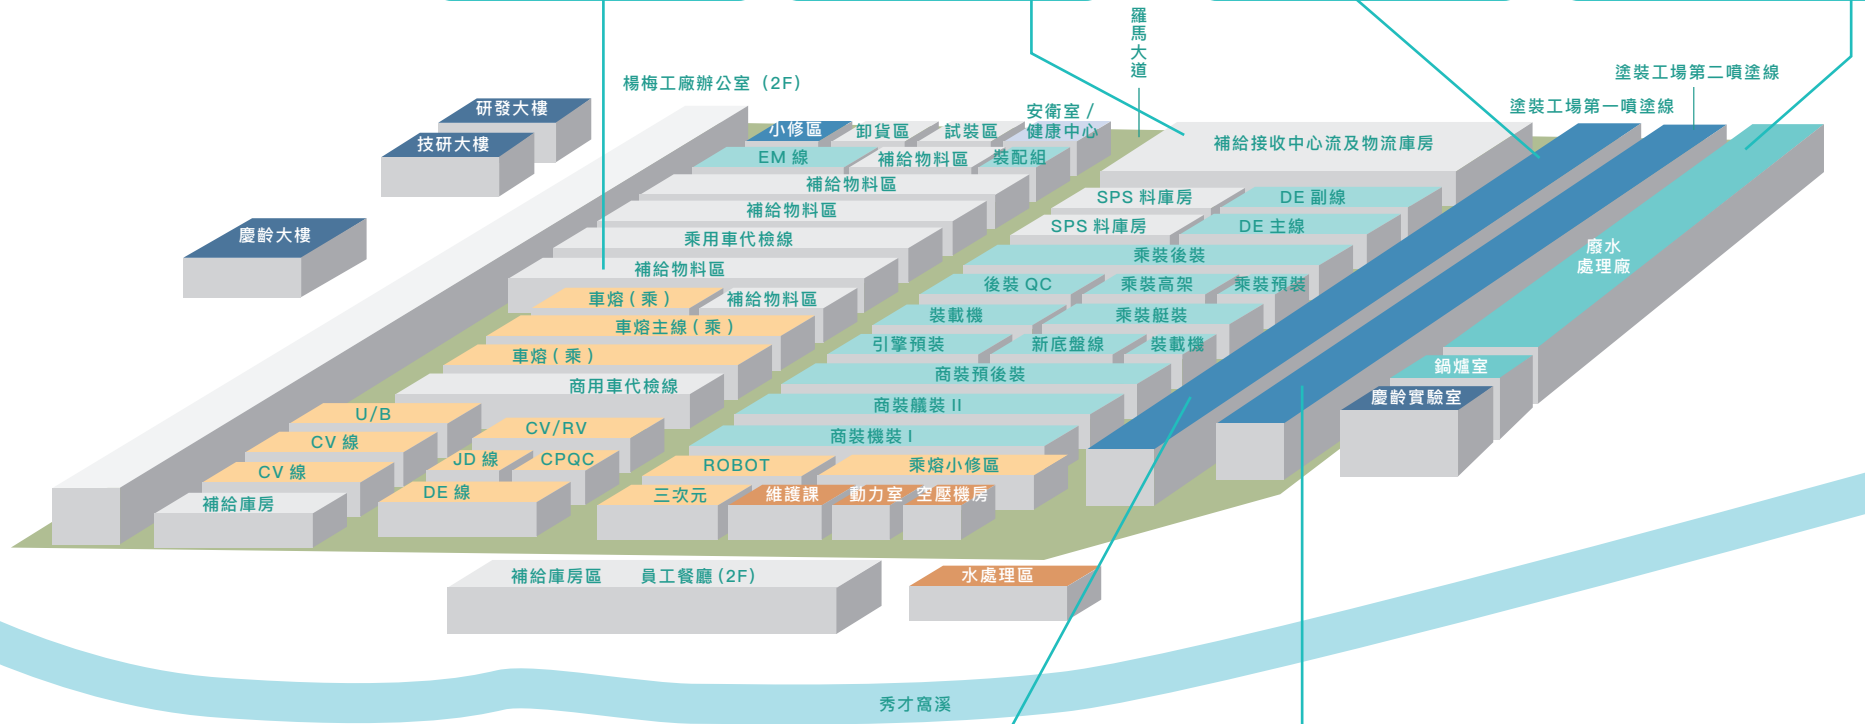 羅馬大道
塗裝工場第二噴塗線
楊梅工廠辦公室（2F）
塗裝工場第一噴塗線
研發大樓
技研大樓
慶齡大樓
小修區
卸貨區
試裝區
安衛室 /
健康中心
補給接收中心流及物流庫房
EM 線
補給物料區
裝配組
補給物料區
SPS 料庫房
DE 副線
補給物料區
SPS 料庫房
DE 主線
乘用車代檢線
乘裝後裝
廢水
處理廠
補給物料區
後裝 QC
乘裝高架
乘裝預裝
車熔 ( 乘 )
補給物料區
裝載機
乘裝艇裝
車熔主線 ( 乘 )
引擎預裝
新底盤線
裝載機
車熔 ( 乘 )
鍋爐室
商裝預後裝
商用車代檢線
慶齡實驗室
U/B
商裝艤裝 II
CV/RV
CV 線
商裝機裝 I
JD 線
CPQC
ROBOT
乘熔小修區
CV 線
DE 線
三次元
維護課
動力室
空壓機房
補給庫房
補給庫房區
員工餐廳 (2F)
水處理區
秀才窩溪